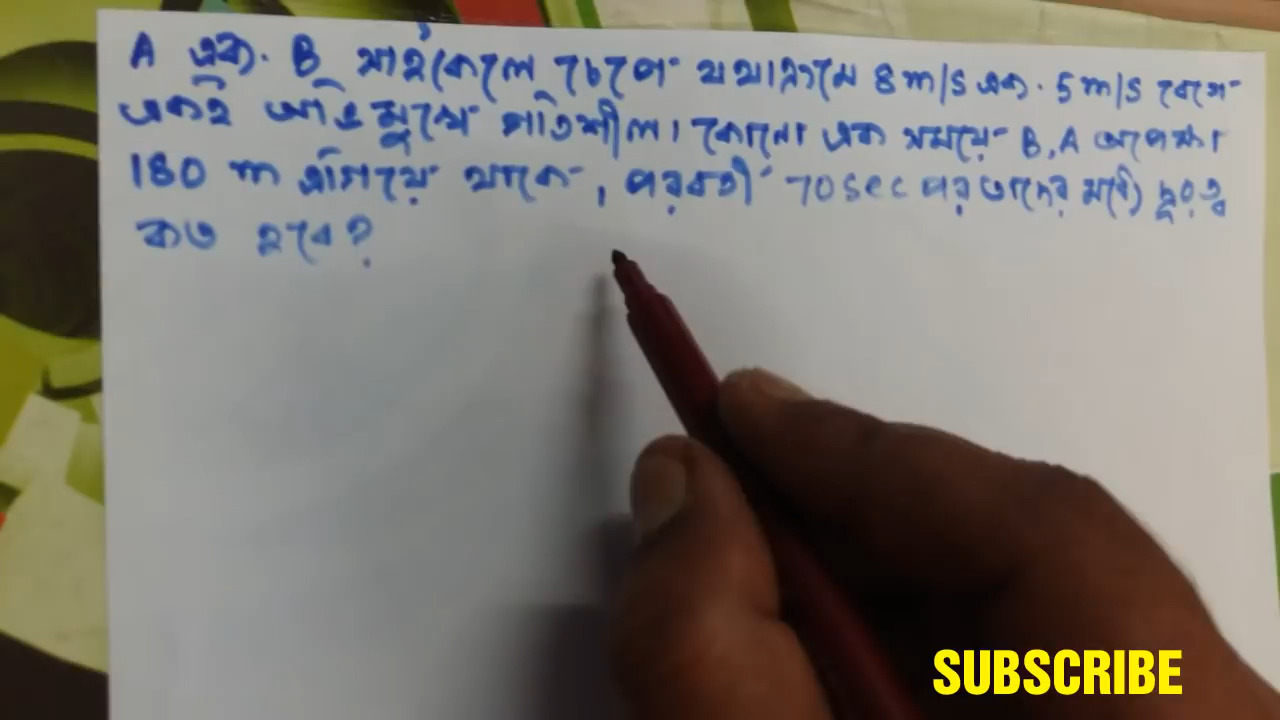 A এবং B সাইকেলে চেপে যথাক্রমে 8 m/s এবং 5 m/s বেগে
একই অভিমুখে গতিশীল। কোনো এক সময়ে B, A অপেক্ষা
180 m এগিয়ে থাকে, পরবর্তী 70 sec পর তাদের মধ্যে দূরত্ব
কত হবে?
SUBSCRIBE